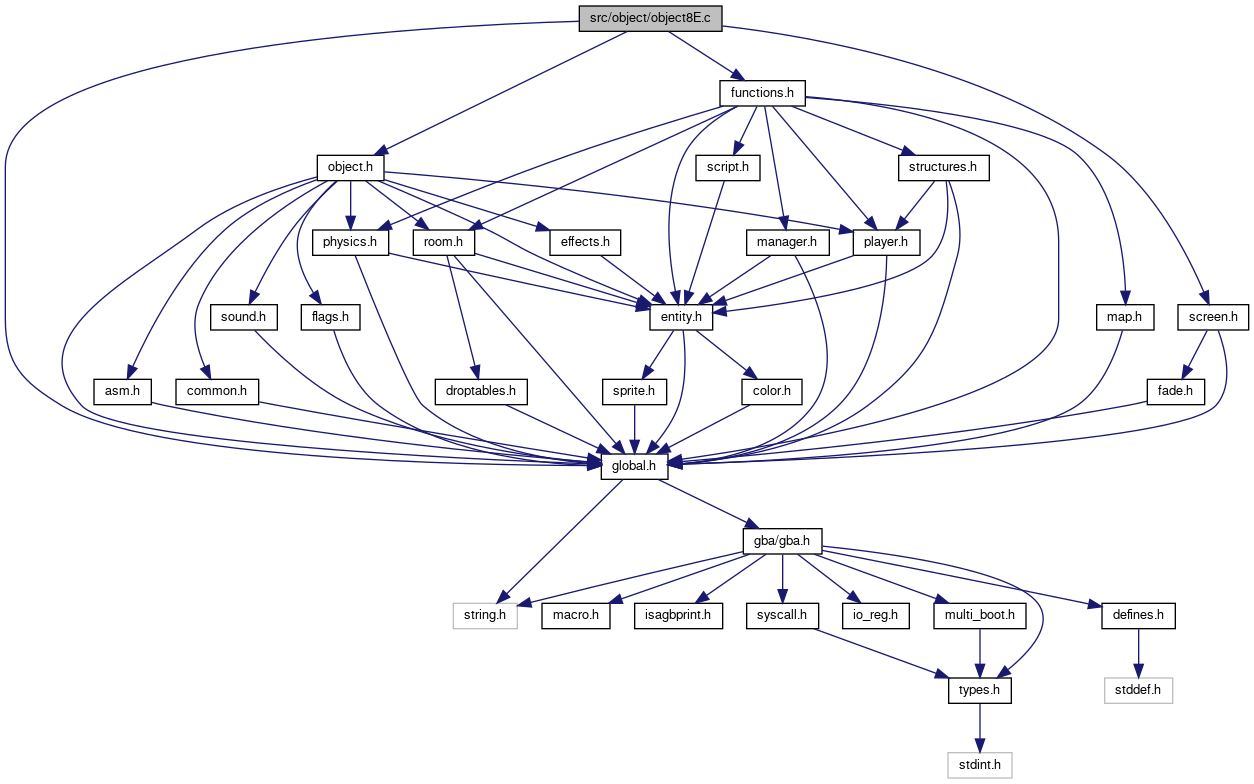 src/object/object8E.c
functions.h
object.h
script.h
structures.h
physics.h
room.h
effects.h
manager.h
player.h
sound.h
flags.h
entity.h
map.h
screen.h
asm.h
common.h
droptables.h
sprite.h
color.h
fade.h
global.h
gba/gba.h
string.h
macro.h
isagbprint.h
syscall.h
io_reg.h
multi_boot.h
defines.h
types.h
stddef.h
stdint.h